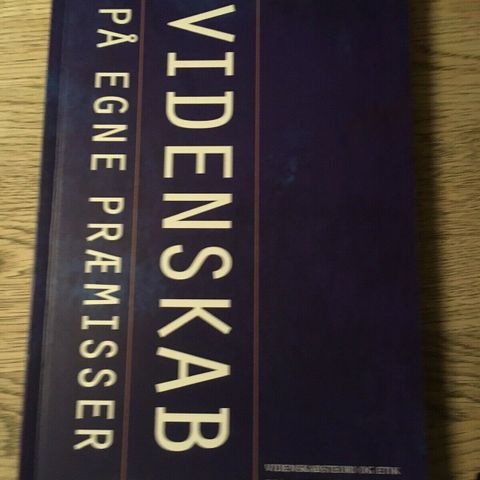 VIDENSKAB
PÅ EGNE PRÆMISSER
VIDENSKABSTEORI OG ETIK